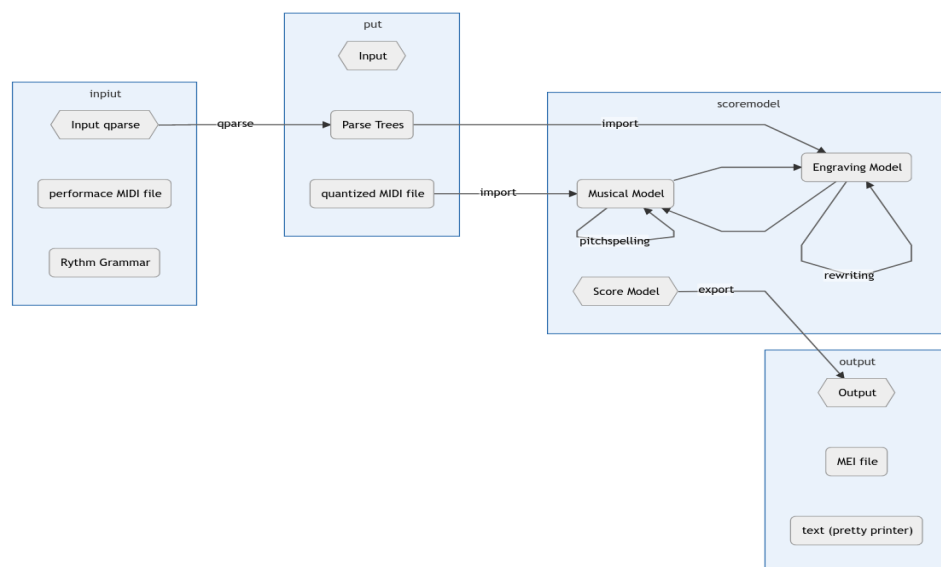 put
Input
inpiut
Input qparse
qparse
Parse Trees
import
scoremodel
performace MIDI file
quantized MIDI file
import
Musical Model
Engraving Model
pitchspelling
Rythm Grammar
rewriting
Score Model
export
output
Output
MEI file
text (pretty printer)